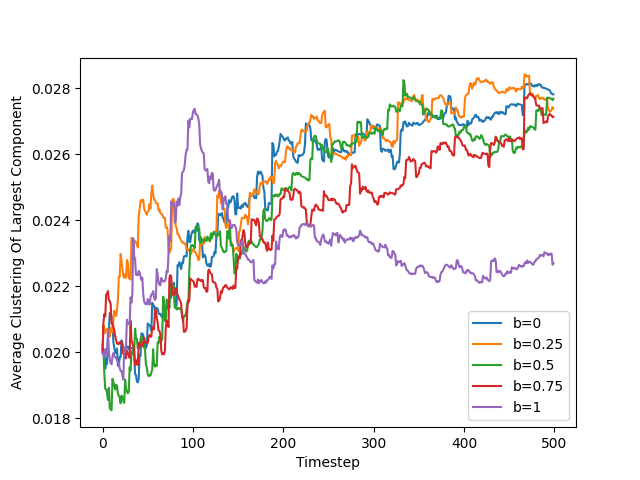 Average Clustering Of Largest Component
0.028
0.026
0.024
0.022
0.020
0.018
0
100
200
300
400
500
Timestep
b=0
b=0.25
b=0.5
b=0.75
b=1